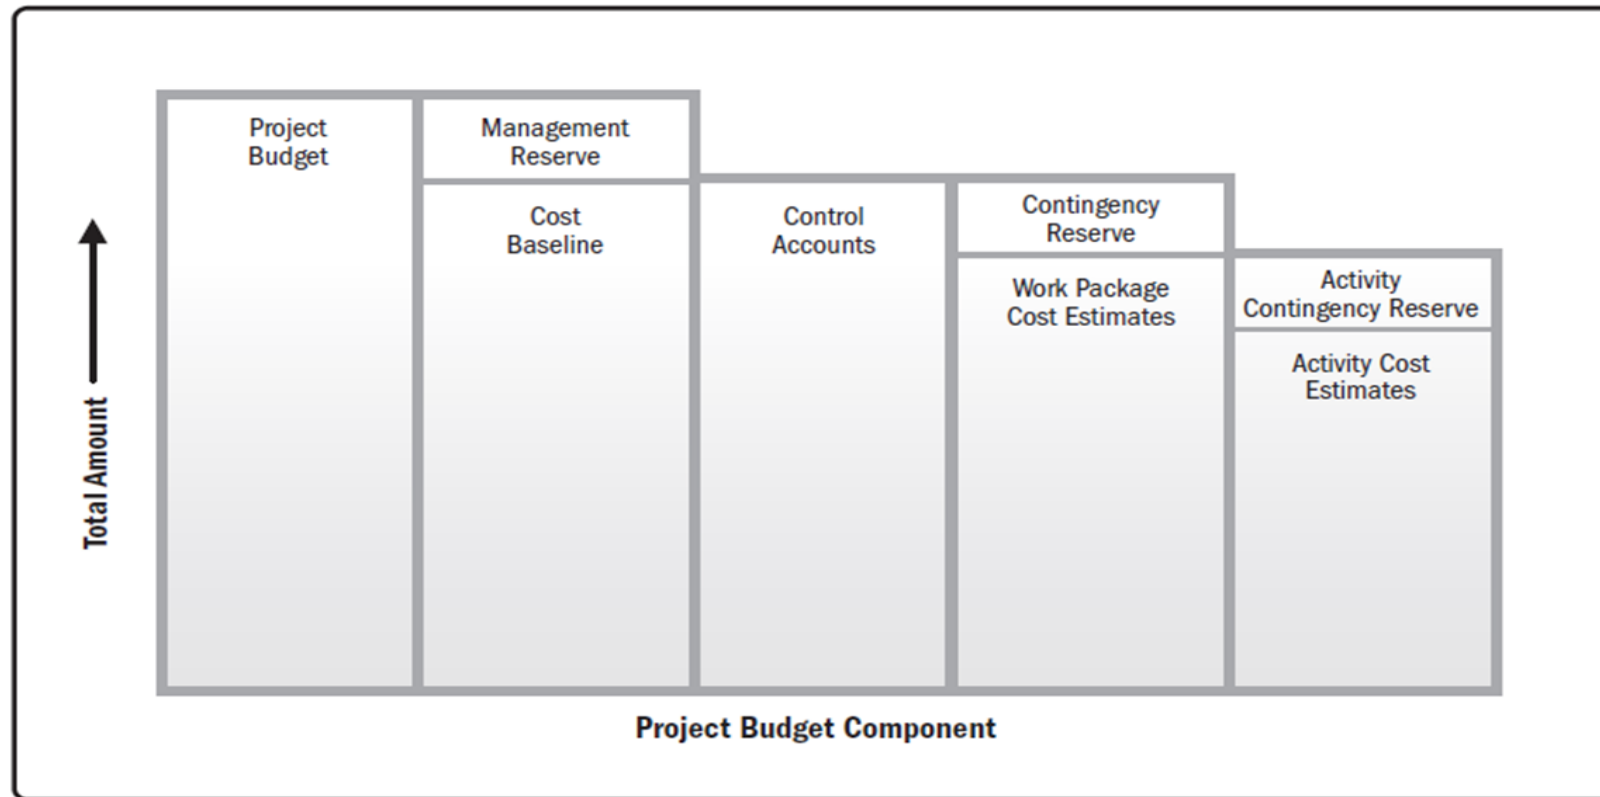 Project
Budget
Management
Reserve
Cost
Baseline
Control
Accounts
Contingency
Reserve
Work Package
Cost Estimates
Activity
Contingency Reserve
Activity Cost
Estimates
Total Amount
Project Budget Component